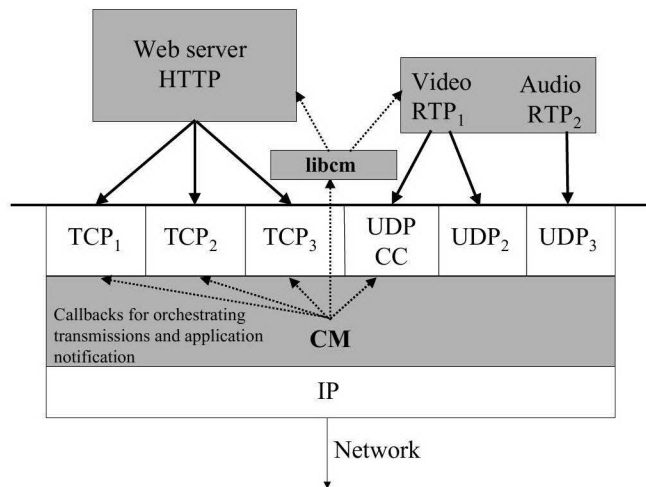 Web server
HTTP
Video
RTP₁
Audio
RTP₂
libcm
TCP₁
TCP₂
TCP₃
UDP
CC
UDP₂
UDP₃
Callbacks for orchestrating
transmissions and application
notification
CM
IP
Network